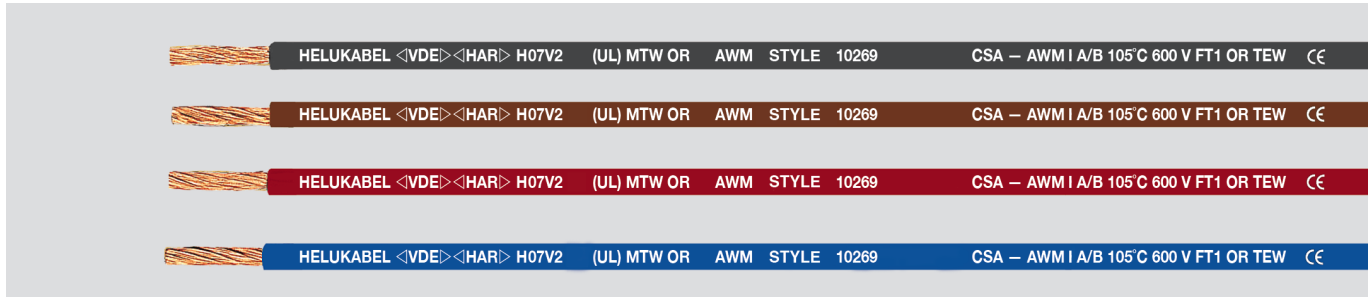 HELUKABEL ◁VDE▷ ◁HAR▷ H07V2 (UL) MTW OR AWM STYLE 10269 CSA — AWM I A/B 105°C 600 V FT1 OR TEW CE
HELUKABEL ◁VDE▷ ◁HAR▷ H07V2 (UL) MTW OR AWM STYLE 10269 CSA — AWM I A/B 105°C 600 V FT1 OR TEW CE
HELUKABEL ◁VDE▷ ◁HAR▷ H07V2 (UL) MTW OR AWM STYLE 10269 CSA — AWM I A/B 105°C 600 V FT1 OR TEW CE
HELUKABEL ◁VDE▷ ◁HAR▷ H07V2 (UL) MTW OR AWM STYLE 10269 CSA — AWM I A/B 105°C 600 V FT1 OR TEW CE